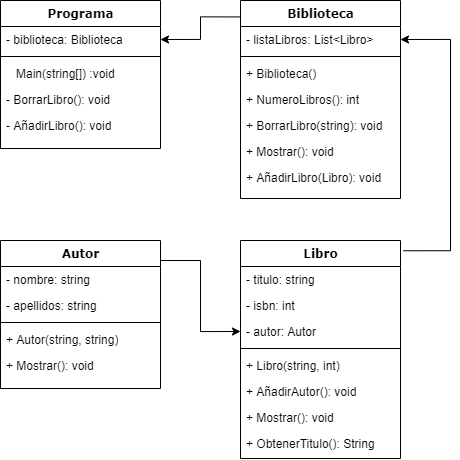 Programa
- biblioteca: Biblioteca
Main(string[]) :void
- BorrarLibro(): void
- AñadirLibro(): void
Biblioteca
- listaLibros: List<Libro>
+ Biblioteca()
+ NumeroLibros(): int
+ BorrarLibro(string): void
+ Mostrar(): void
+ AñadirLibro(Libro): void
Autor
- nombre: string
- apellidos: string
+ Autor(string, string)
+ Mostrar(): void
Libro
- titulo: string
- isbn: int
- autor: Autor
+ Libro(string, int)
+ AñadirAutor(): void
+ Mostrar(): void
+ ObtenerTitulo(): String